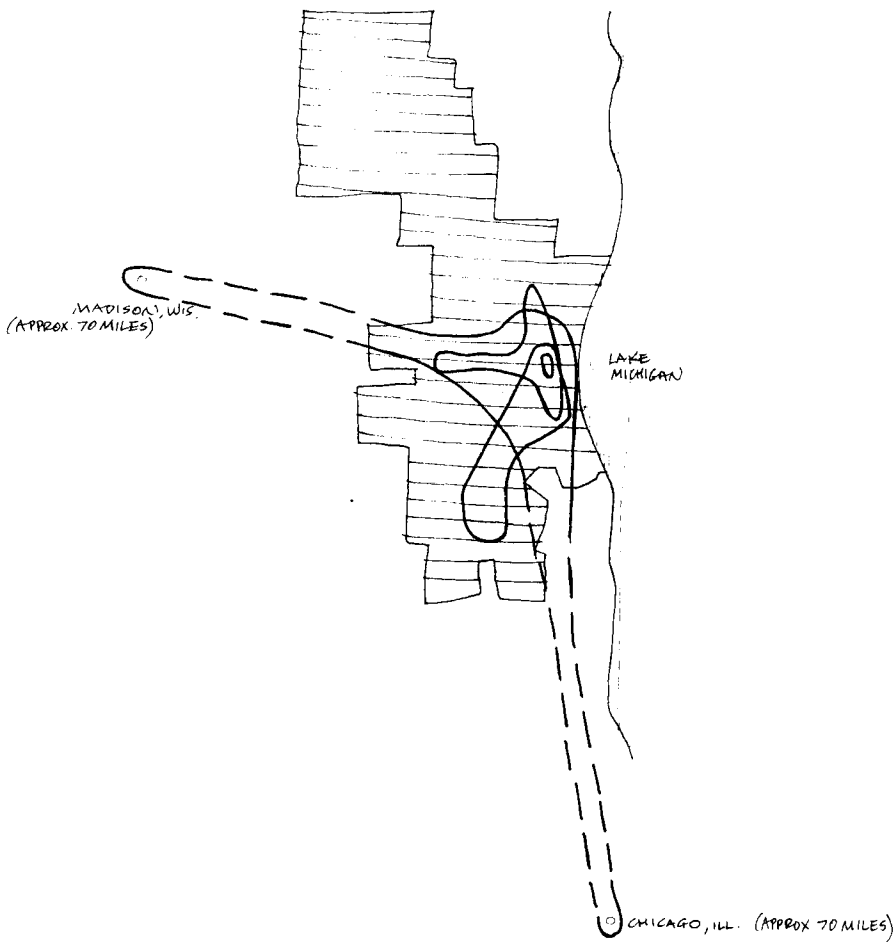 MADISON, WIS.
(APPROX. 70 MILES)
LAKE
MICHIGAN
CHICAGO, ILL. (APPROX 70 MILES)